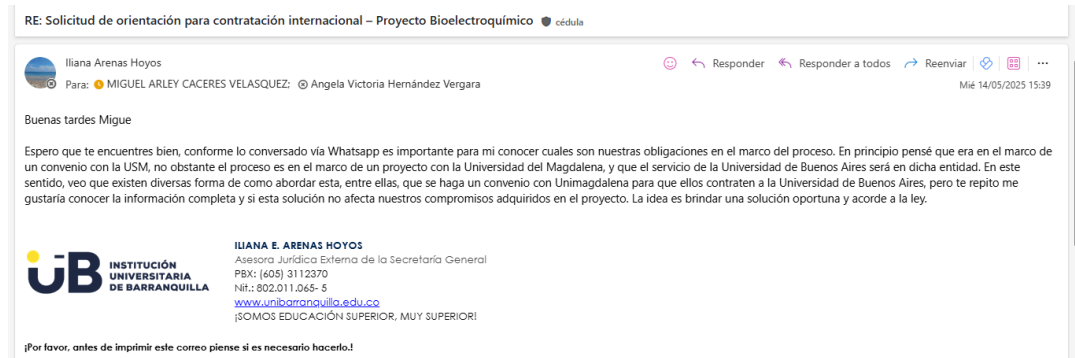 RE: Solicitud de orientación para contratación internacional – Proyecto Bioelectroquímico cédula
Iliana Arenas Hoyos
Responder Responder a todos Reenviar
Para: MIGUEL ARLEY CACERES VELASQUEZ; Angela Victoria Hernández Vergara
Mié 14/05/2025 15:39
Buenas tardes Migue
Espero que te encuentres bien, conforme lo conversado vía Whatsapp es importante para mi conocer cuales son nuestras obligaciones en el marco del proceso. En principio pensé que era en el marco de
un convenio con la USM, no obstante el proceso es en el marco de un proyecto con la Universidad del Magdalena, y que el servicio de la Universidad de Buenos Aires será en dicha entidad. En este
sentido, veo que existen diversas forma de como abordar esta, entre ellas, que se haga un convenio con Unimagdalena para que ellos contraten a la Universidad de Buenos Aires, pero te repito me
gustaría conocer la información completa y si esta solución no afecta nuestros compromisos adquiridos en el proyecto. La idea es brindar una solución oportuna y acorde a la ley.
ŪB
INSTITUCIÓN
UNIVERSITARIA
DE BARRANQUILLA
ILIANA E. ARENAS HOYOS
Asesora Jurídica Externa de la Secretaría General
PBX: (605) 3112370
Nit.: 802.011.065- 5
www.unibarranquilla.edu.co
¡SOMOS EDUCACIÓN SUPERIOR, MUY SUPERIOR!
¡Por favor, antes de imprimir este correo piense si es necesario hacerlo.!